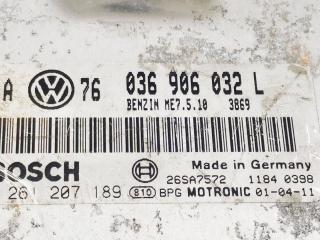 A VW 76 036 906 032 L
BENZIN ME7.5.10 3869
BOSCH Made in Germany
26SA7572 1184 0398
261 207 189 810 BPG MOTRONIC 01-04-11